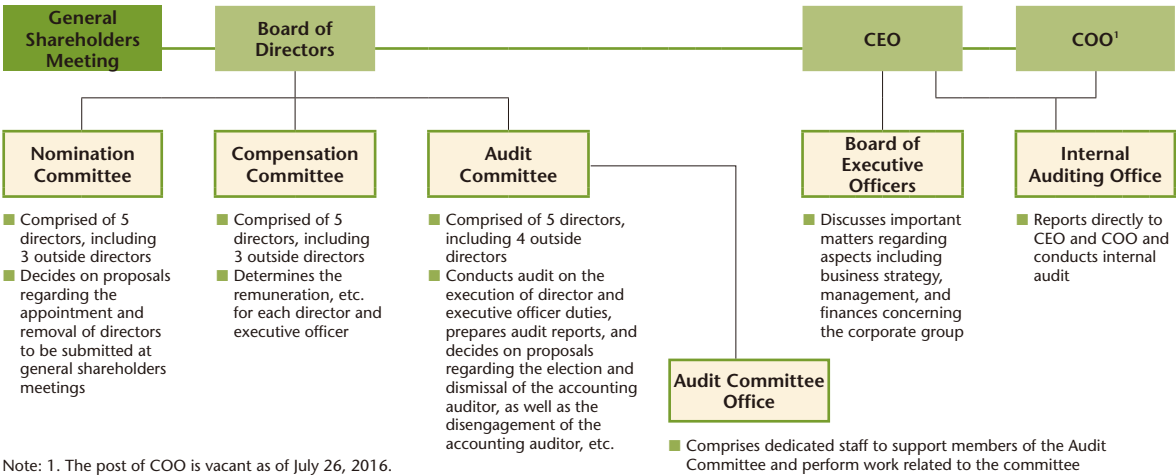 General
Shareholders
Meeting
Board of
Directors
CEO
COO¹
Nomination
Committee
Compensation
Committee
Audit
Committee
Board of
Executive
Officers
Internal
Auditing Office
■ Comprised of 5
directors, including
3 outside directors
■ Decides on proposals
regarding the
appointment and
removal of directors
to be submitted at
general shareholders
meetings
■ Comprised of 5
directors, including
3 outside directors
■ Determines the
remuneration, etc.
for each director and
executive officer
■ Comprised of 5 directors,
including 4 outside
directors
■ Conducts audit on the
execution of director and
executive officer duties,
prepares audit reports, and
decides on proposals
regarding the election and
dismissal of the accounting
auditor, as well as the
disengagement of the
accounting auditor, etc.
■ Discusses important
matters regarding
aspects including
business strategy,
management, and
finances concerning
the corporate group
■ Reports directly to
CEO and COO and
conducts internal
audit
Audit Committee
Office
■ Comprises dedicated staff to support members of the Audit
Committee and perform work related to the committee
Note: 1. The post of COO is vacant as of July 26, 2016.